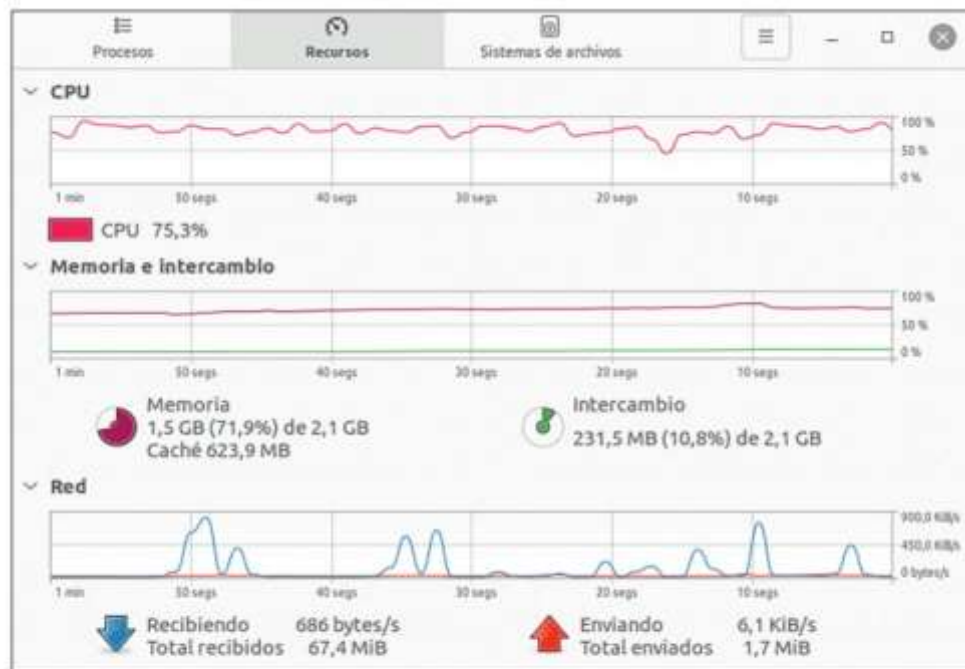 Procesos
Recursos
Sistemas de archivos
CPU
100 %
50 %
0 %
1 min 50 segs 40 segs 30 segs 20 segs 10 segs
CPU 75,3%
Memoria e intercambio
100 %
50 %
0 %
1 min 50 segs 40 segs 30 segs 20 segs 10 segs
Memoria
1,5 GB (71,9%) de 2,1 GB
Caché 623,9 MB
Intercambio
231,5 MB (10,8%) de 2,1 GB
Red
900,0 KiB/s
450,0 KiB/s
0 bytes/s
1 min 50 segs 40 segs 30 segs 20 segs 10 segs
Recibiendo 686 bytes/s
Total recibidos 67,4 MiB
Enviando 6,1 KiB/s
Total enviados 1,7 MiB